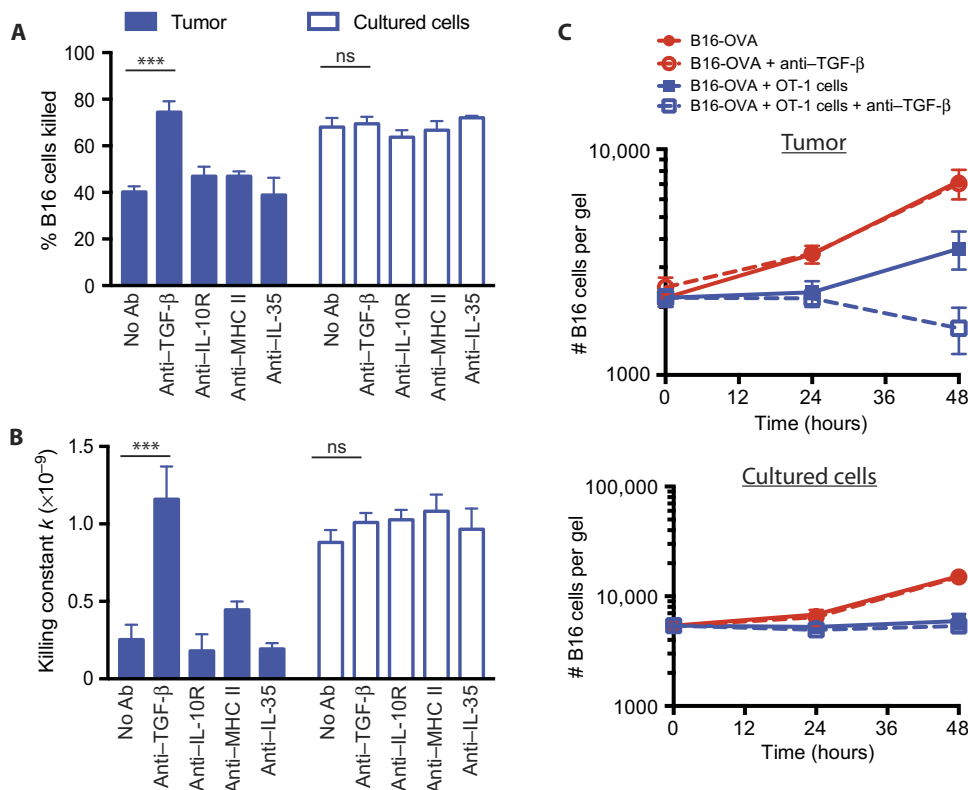 A
Tumor
Cultured cells
% B16 cells killed
100
80
60
40
20
0
***
ns
No Ab
Anti–TGF-β
Anti–IL-10R
Anti–MHC II
Anti–IL-35
No Ab
Anti–TGF-β
Anti–IL-10R
Anti–MHC II
Anti–IL-35
B
Killing constant k (×10⁻⁹)
1.5
1.0
0.5
0
***
ns
No Ab
Anti–TGF-β
Anti–IL-10R
Anti–MHC II
Anti–IL-35
No Ab
Anti–TGF-β
Anti–IL-10R
Anti–MHC II
Anti–IL-35
C
B16-OVA
B16-OVA + anti–TGF-β
B16-OVA + OT-1 cells
B16-OVA + OT-1 cells + anti–TGF-β
Tumor
# B16 cells per gel
10,000
1000
0 12 24 36 48
Time (hours)
Cultured cells
# B16 cells per gel
100,000
10,000
1000
0 12 24 36 48
Time (hours)